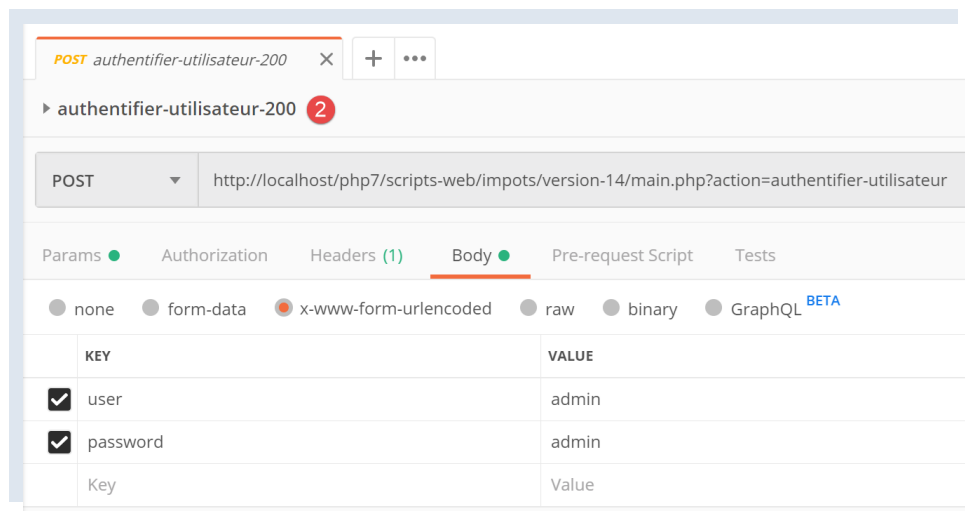 POST authentifier-utilisateur-200
authentifier-utilisateur-200 2
POST http://localhost/php7/scripts-web/impots/version-14/main.php?action=authentifier-utilisateur
Params Authorization Headers (1) Body Pre-request Script Tests
none form-data x-www-form-urlencoded raw binary GraphQL BETA
KEY VALUE
user admin
password admin
Key Value